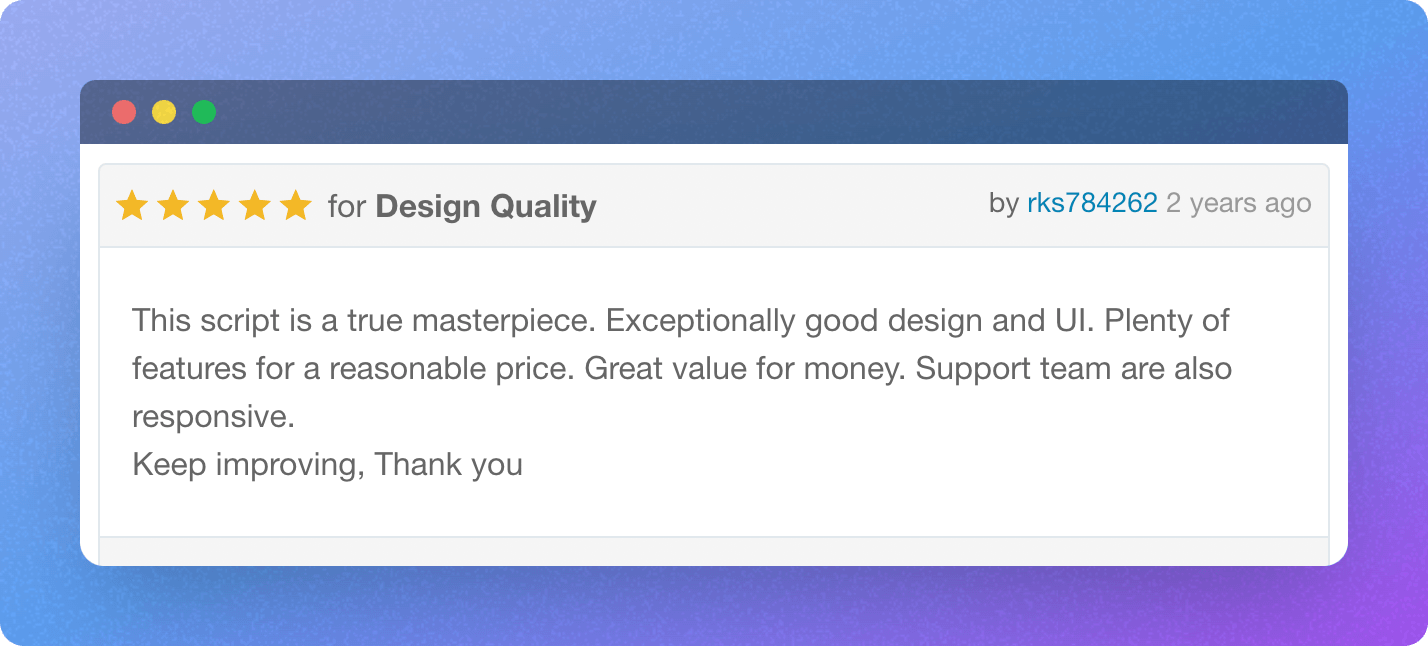 for Design Quality
by rks784262 2 years ago
This script is a true masterpiece. Exceptionally good design and UI. Plenty of
features for a reasonable price. Great value for money. Support team are also
responsive.
Keep improving, Thank you